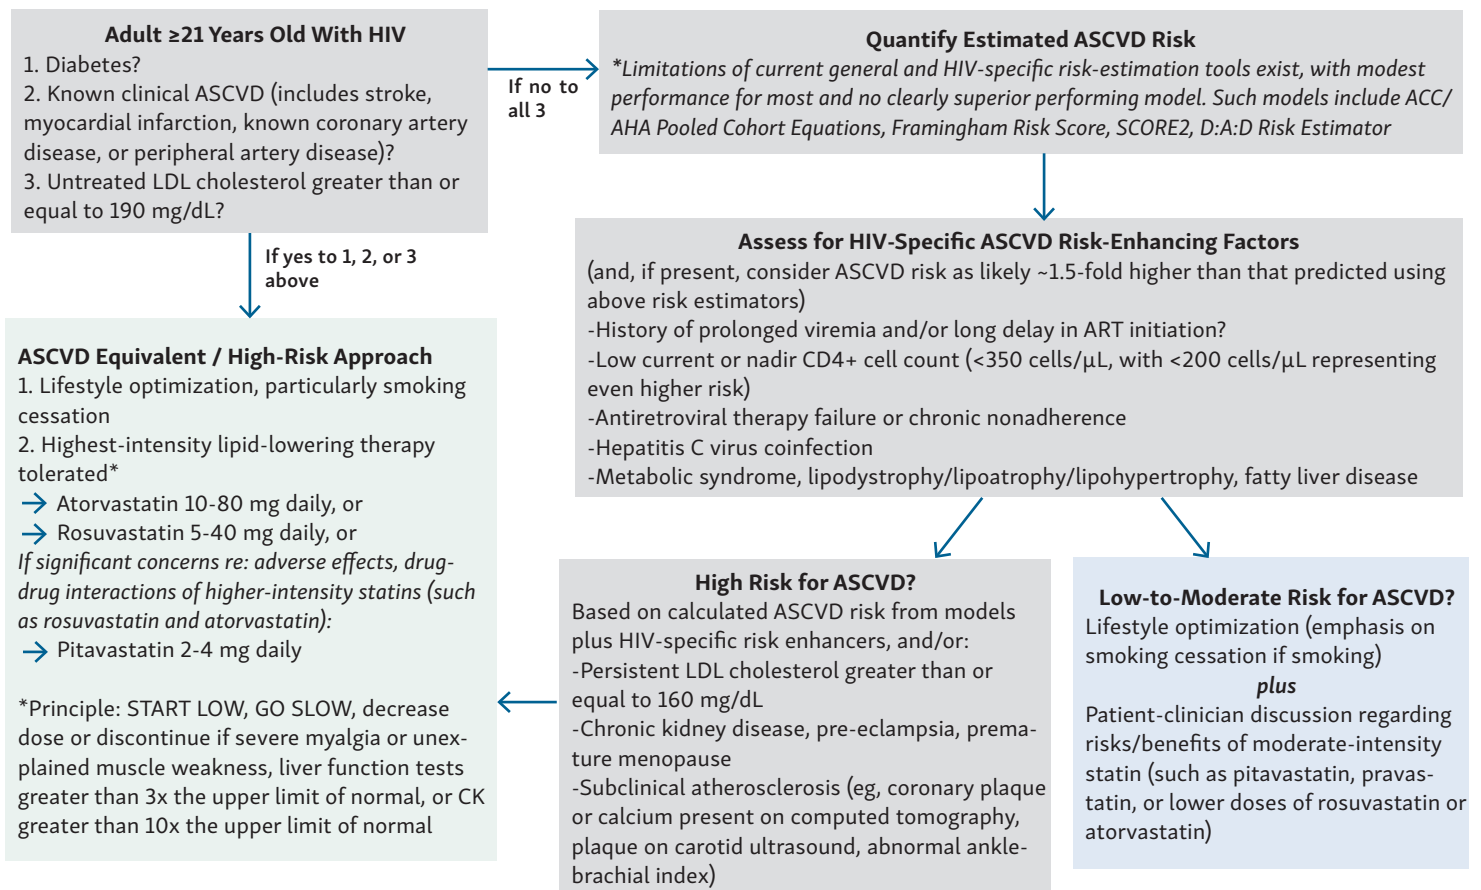 Adult ≥21 Years Old With HIV
1. Diabetes?
2. Known clinical ASCVD (includes stroke,
myocardial infarction, known coronary artery
disease, or peripheral artery disease)?
3. Untreated LDL cholesterol greater than or
equal to 190 mg/dL?
If no to
all 3
Quantify Estimated ASCVD Risk
*Limitations of current general and HIV-specific risk-estimation tools exist, with modest
performance for most and no clearly superior performing model. Such models include ACC/
AHA Pooled Cohort Equations, Framingham Risk Score, SCORE2, D:A:D Risk Estimator
If yes to 1, 2, or 3
above
Assess for HIV-Specific ASCVD Risk-Enhancing Factors
(and, if present, consider ASCVD risk as likely ~1.5-fold higher than that predicted using
above risk estimators)
-History of prolonged viremia and/or long delay in ART initiation?
-Low current or nadir CD4+ cell count (<350 cells/μL, with <200 cells/μL representing
even higher risk)
-Antiretroviral therapy failure or chronic nonadherence
-Hepatitis C virus coinfection
-Metabolic syndrome, lipodystrophy/lipoatrophy/lipohypertrophy, fatty liver disease
ASCVD Equivalent / High-Risk Approach
1. Lifestyle optimization, particularly smoking
cessation
2. Highest-intensity lipid-lowering therapy
tolerated*
→ Atorvastatin 10-80 mg daily, or
→ Rosuvastatin 5-40 mg daily, or
If significant concerns re: adverse effects, drug-
drug interactions of higher-intensity statins (such
as rosuvastatin and atorvastatin):
→ Pitavastatin 2-4 mg daily
*Principle: START LOW, GO SLOW, decrease
dose or discontinue if severe myalgia or unex-
plained muscle weakness, liver function tests
greater than 3x the upper limit of normal, or CK
greater than 10x the upper limit of normal
High Risk for ASCVD?
Based on calculated ASCVD risk from models
plus HIV-specific risk enhancers, and/or:
-Persistent LDL cholesterol greater than or
equal to 160 mg/dL
-Chronic kidney disease, pre-eclampsia, prema-
ture menopause
-Subclinical atherosclerosis (eg, coronary plaque
or calcium present on computed tomography,
plaque on carotid ultrasound, abnormal ankle-
brachial index)
Low-to-Moderate Risk for ASCVD?
Lifestyle optimization (emphasis on
smoking cessation if smoking)
plus
Patient-clinician discussion regarding
risks/benefits of moderate-intensity
statin (such as pitavastatin, pravas-
tatin, or lower doses of rosuvastatin or
atorvastatin)